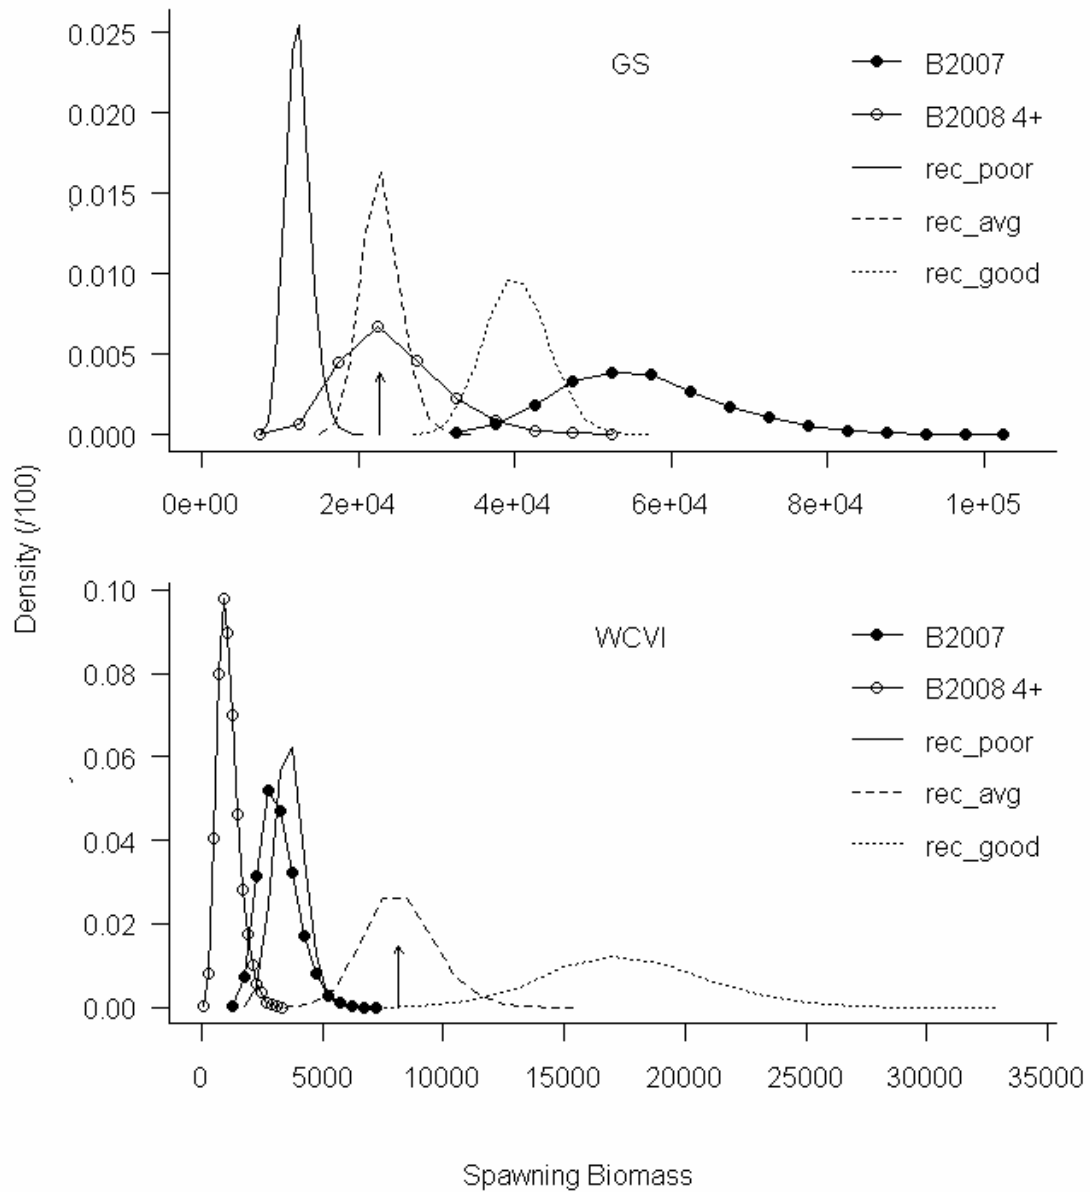 Density (/100)
GS
B2007
B2008 4+
rec_poor
rec_avg
rec_good
0.025
0.020
0.015
0.010
0.005
0.000
0e+00 2e+04 4e+04 6e+04 8e+04 1e+05
WCVI
B2007
B2008 4+
rec_poor
rec_avg
rec_good
0.10
0.08
0.06
0.04
0.02
0.00
0 5000 10000 15000 20000 25000 30000 35000
Spawning Biomass